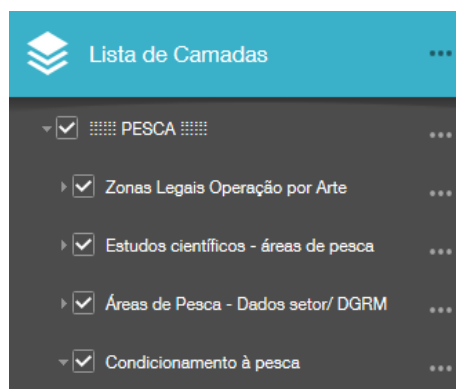 Lista de Camadas
⁝⁝⁝⁝⁝ PESCA ⁝⁝⁝⁝⁝
Zonas Legais Operação por Arte
Estudos científicos - áreas de pesca
Áreas de Pesca - Dados setor/ DGRM
Condicionamento à pesca